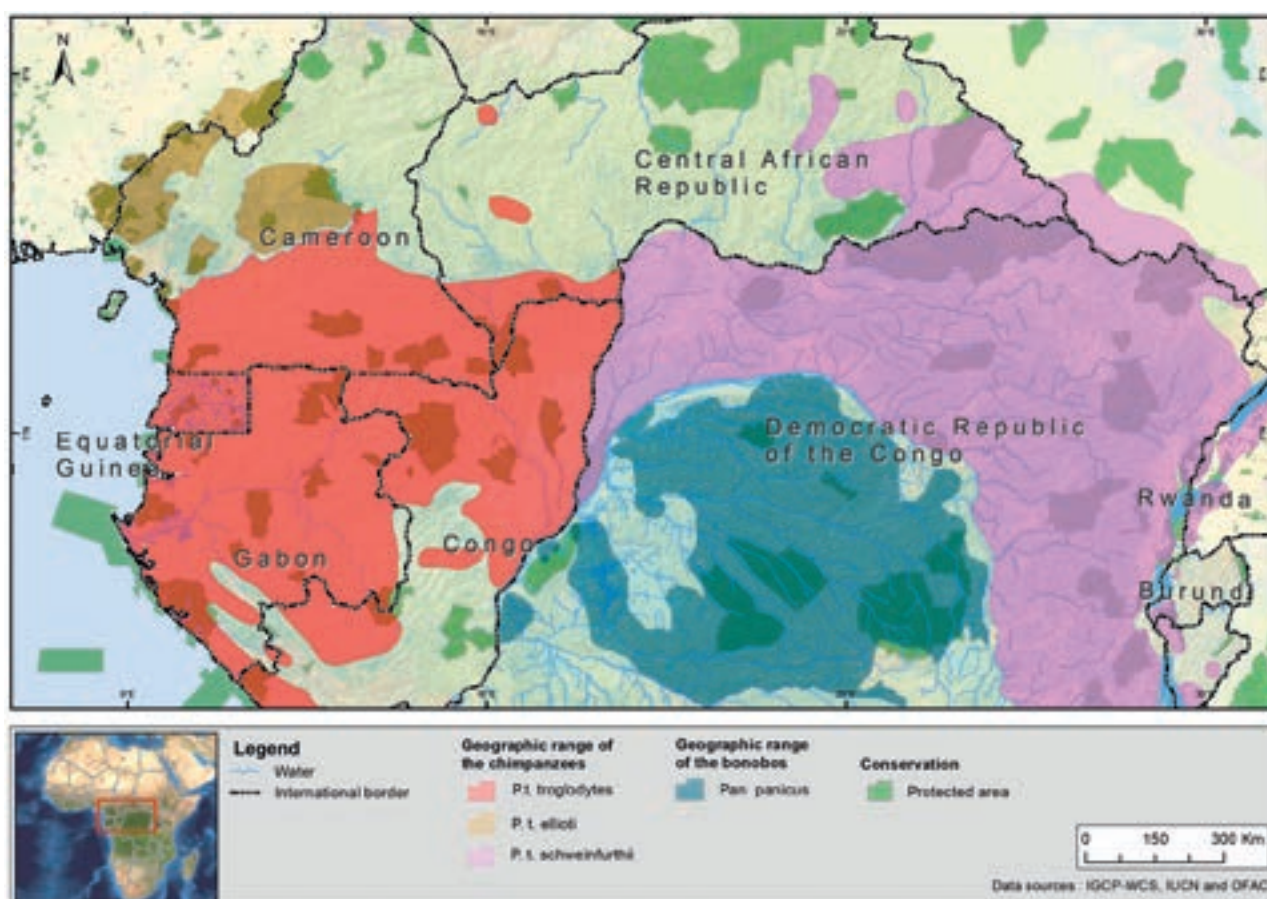 N
Central African
Republic
Cameroon
Equatorial
Guinea
Democratic Republic
of the Congo
Rwanda
Gabon
Congo
Burundi
Legend
Water
International border
Geographic range of
the chimpanzees
P.t. troglodytes
P. t. ellioti
P. t. schweinfurthii
Geographic range
of the bonobos
Pan panicus
Conservation
Protected area
0 150 300 Km
Data sources : IGCP-WCS, IUCN and OFAC